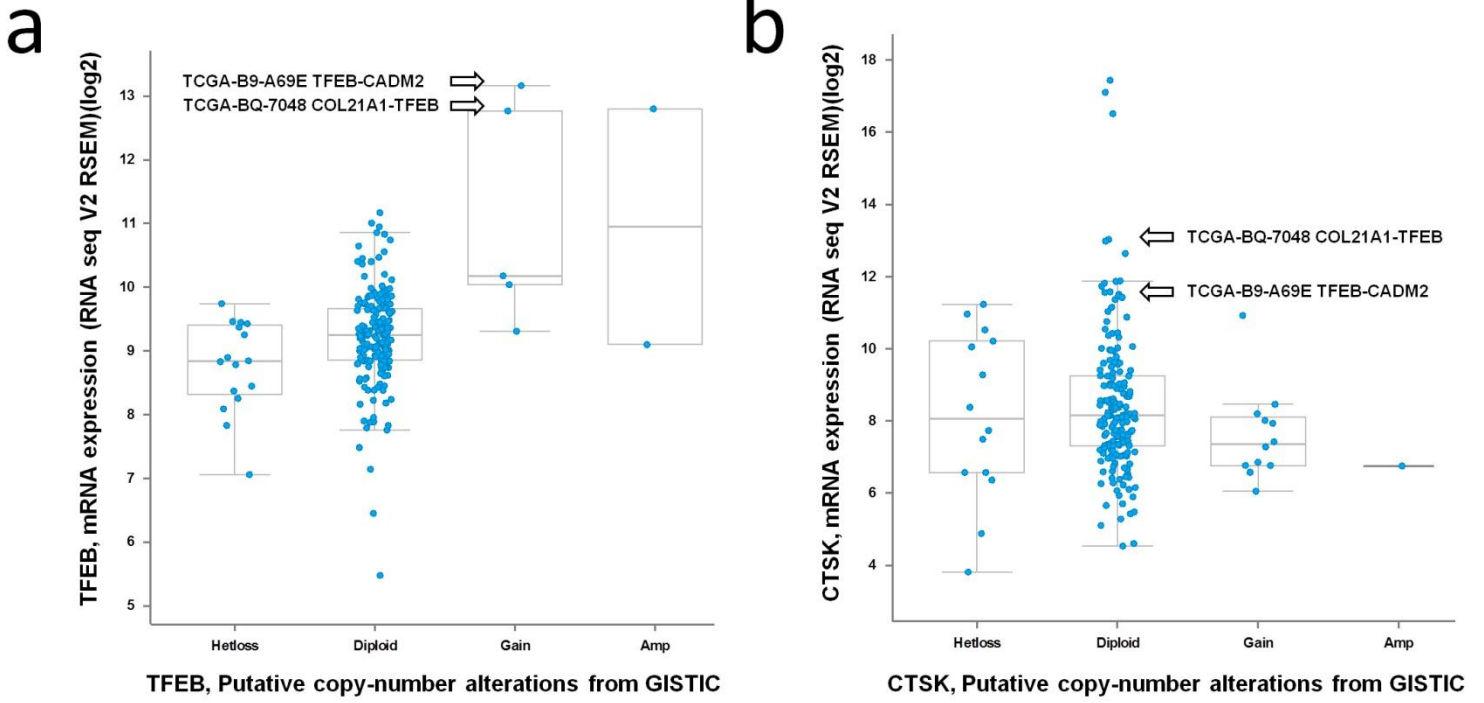 a
TFEB, mRNA expression (RNA seq V2 RSEM)(log2)
13
12
11
10
9
8
7
6
5
TCGA-B9-A69E TFEB-CADM2
TCGA-BQ-7048 COL21A1-TFEB
Hetloss Diploid Gain Amp
TFEB, Putative copy-number alterations from GISTIC
b
CTSK, mRNA expression (RNA seq V2 RSEM)(log2)
18
16
14
12
10
8
6
4
TCGA-BQ-7048 COL21A1-TFEB
TCGA-B9-A69E TFEB-CADM2
Hetloss Diploid Gain Amp
CTSK, Putative copy-number alterations from GISTIC